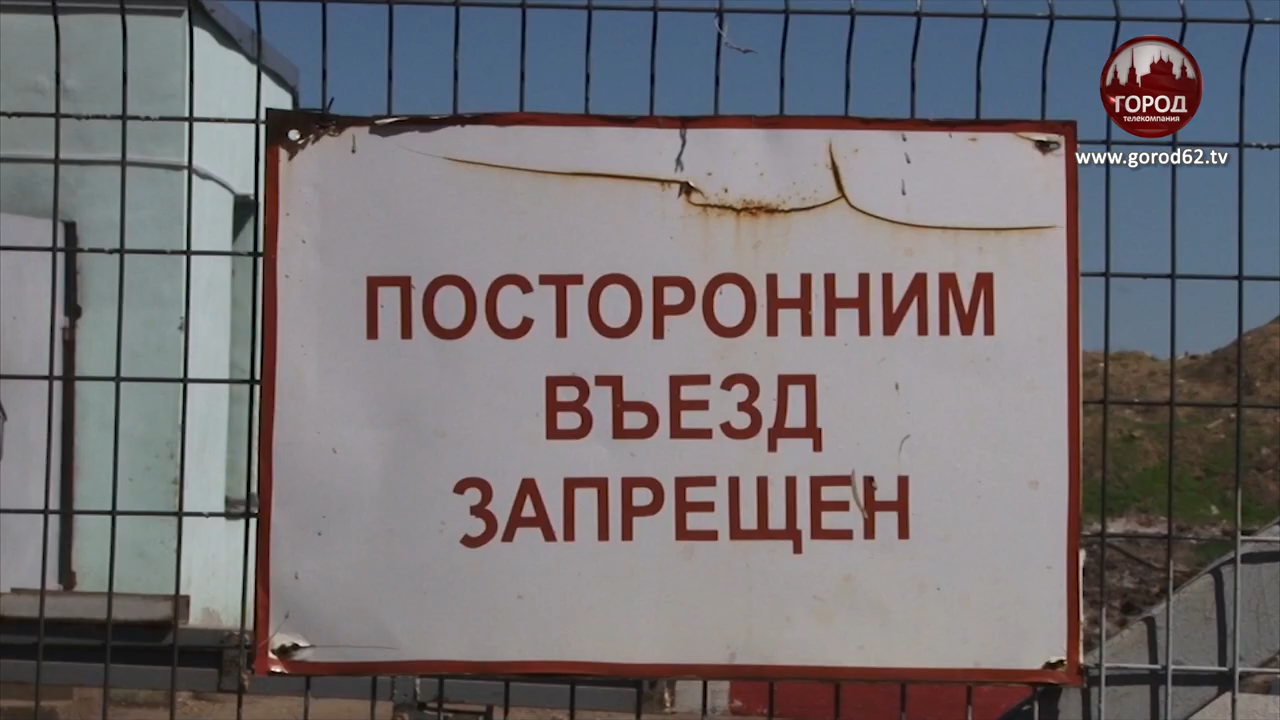 ГОРОД
телекомпания
www.gorod62.tv
ПОСТОРОННИМ
ВЪЕЗД
ЗАПРЕЩЕН